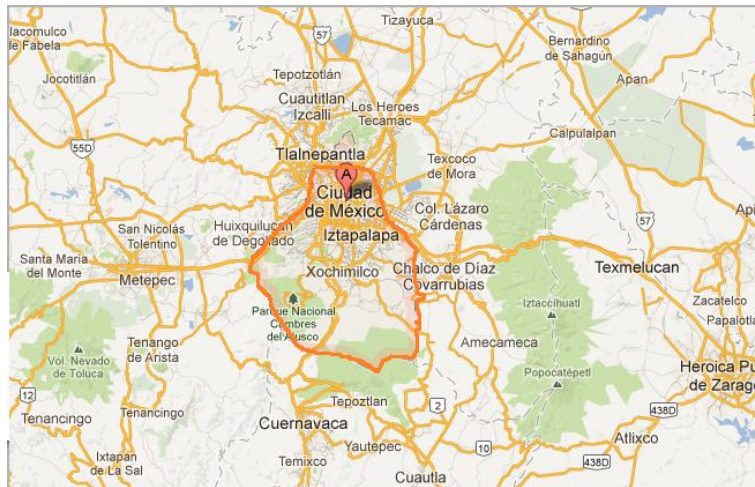 lacomulco
de Fabela
57
Tizayuca
Bernardino
de Sahagún
Jocotitlán
Tepotzotlán
Apan
Cuautitlan
Izcalli
Los Heroes
Tecamac
Calpulalpan
55D
Tlalnepantla
Texcoco
de Mora
A
Ciudad
de México
Col. Lázaro
Cárdenas
San Nicolás
Tolentino
Huixquilucan
de Degollado
Iztapalapa
57
Santa María
del Monte
Metepec
Xochimilco
Chalco de Díaz
Covarrubias
Texmelucan
Parque Nacional
Cumbres
del Ajusco
Iztaccíhuatl
Zacatelco
Papalotla
Vol. Nevado
de Toluca
Tenango
de Arista
Amecameca
Popocatépetl
Heroica Pu
de Zarag
12
Tenancingo
Tenancingo
Tepoztlan
2
438D
Cuernavaca
Yautepec
10
Atlixco
Ixtapan
de La Sal
Temixco
Cuautla
438D